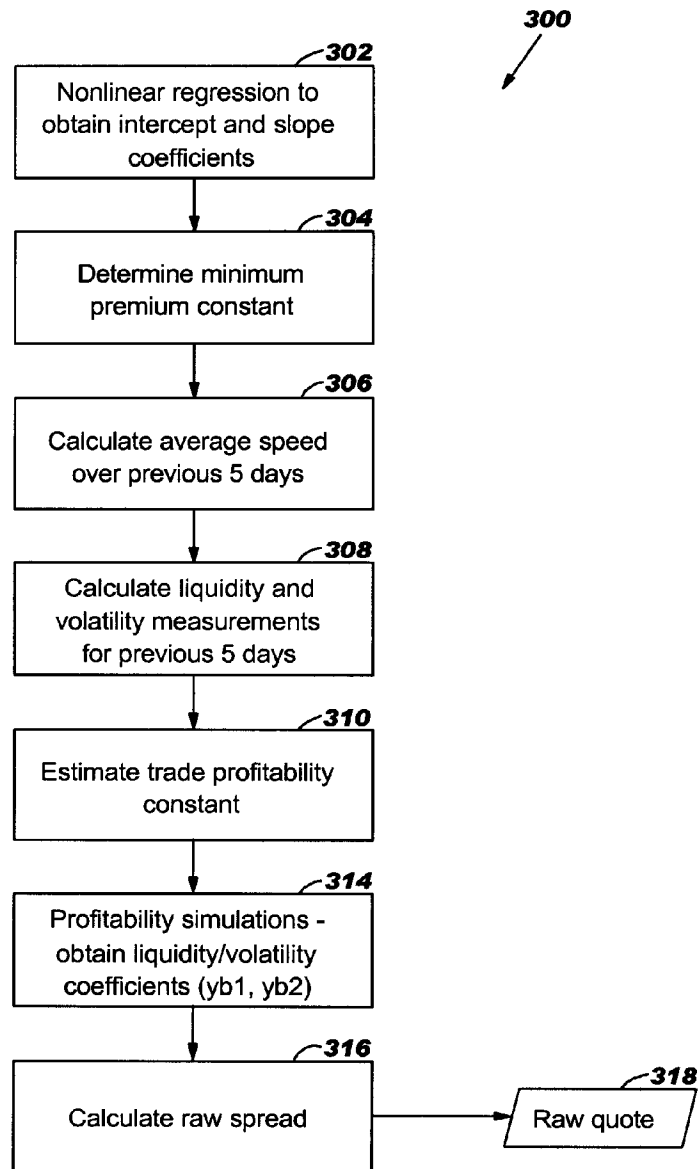 300
302
Nonlinear regression to
obtain intercept and slope
coefficients
304
Determine minimum
premium constant
306
Calculate average speed
over previous 5 days
308
Calculate liquidity and
volatility measurements
for previous 5 days
310
Estimate trade profitability
constant
314
Profitability simulations -
obtain liquidity/volatility
coefficients (yb1, yb2)
316
Calculate raw spread
318
Raw quote